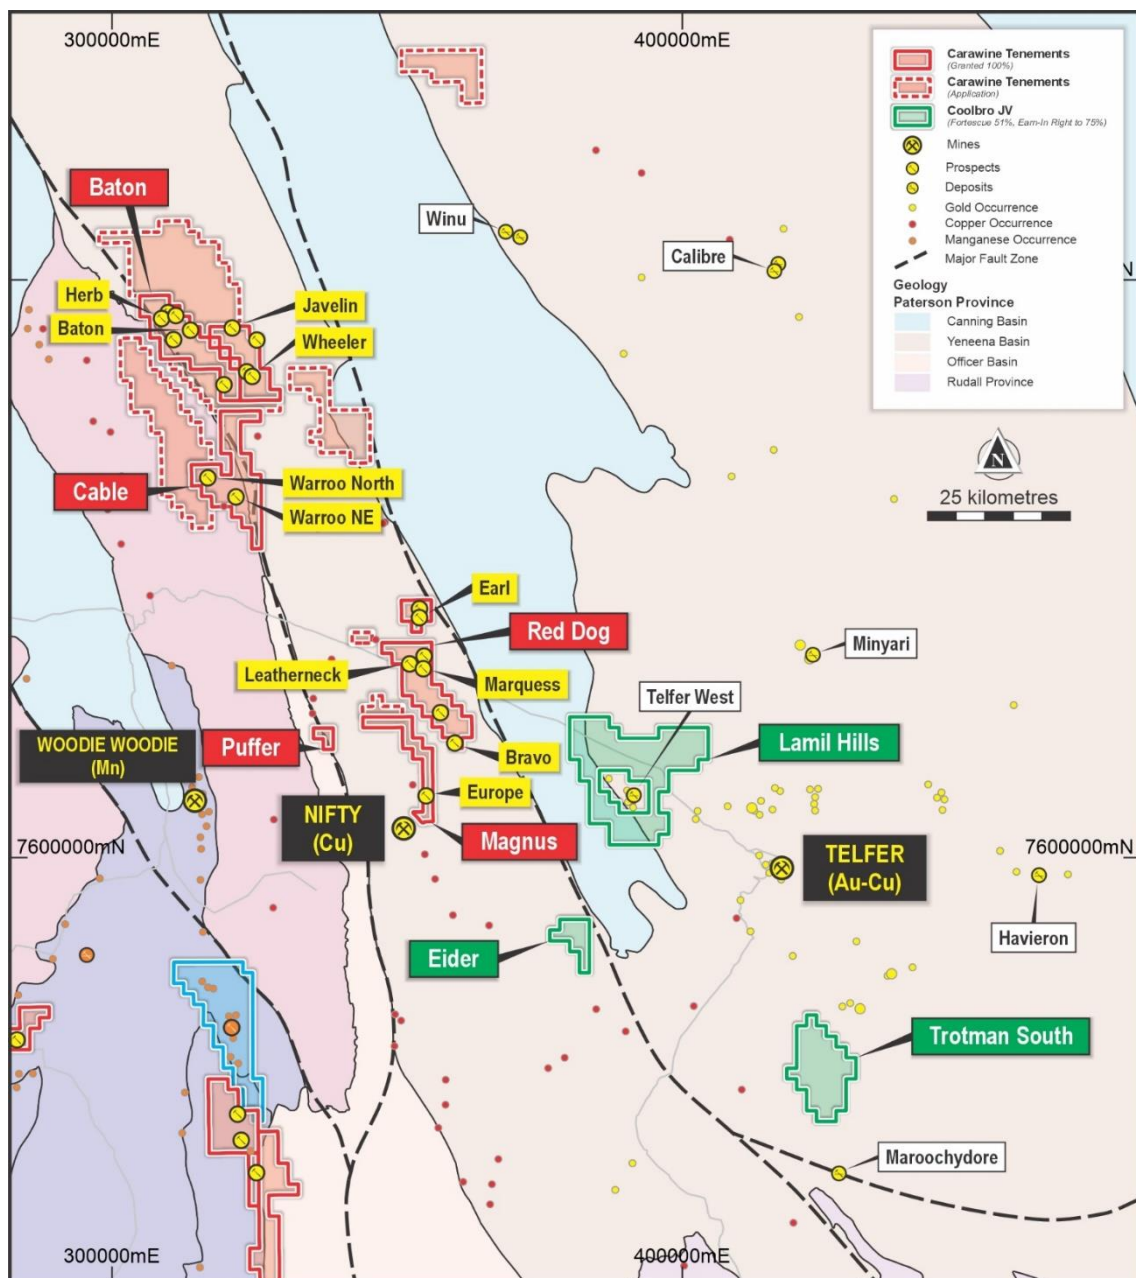 300000mE
400000mE
Carawine Tenements
(Granted 100%)
Carawine Tenements
(Application)
Coolbro JV
(Fortescue 51%, Earn-In Right to 75%)
Mines
Prospects
Deposits
Gold Occurrence
Copper Occurrence
Manganese Occurrence
Major Fault Zone
Geology
Paterson Province
Canning Basin
Yeneena Basin
Officer Basin
Rudall Province
N
25 kilometres
Baton
Winu
Calibre
Herb
Baton
Javelin
Wheeler
Cable
Warroo North
Warroo NE
Earl
Red Dog
Leatherneck
Marquess
Minyari
Telfer West
WOODIE WOODIE
(Mn)
Puffer
Bravo
Lamil Hills
Europe
NIFTY
(Cu)
Magnus
7600000mN
TELFER
(Au-Cu)
7600000mN
Havieron
Eider
Trotman South
Maroochydore
300000mE
400000mE